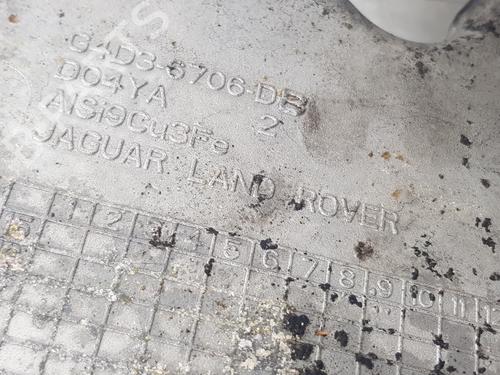 G4D3-6706-DB
D04YA 2
AlSi9Cu3Fe
JAGUAR LAND ROVER
1 2 3 4 5 6 7 8 9 10 11